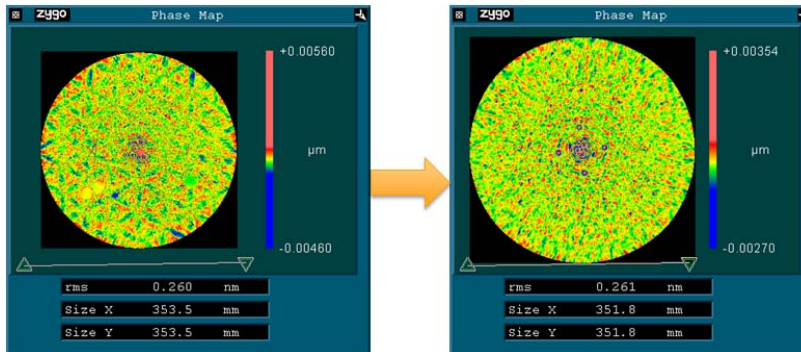 zygo Phase Map
+0.00560
µm
-0.00460
rms 0.260 nm
Size X 353.5 mm
Size Y 353.5 mm
zygo Phase Map
+0.00354
µm
-0.00270
rms 0.261 nm
Size X 351.8 mm
Size Y 351.8 mm